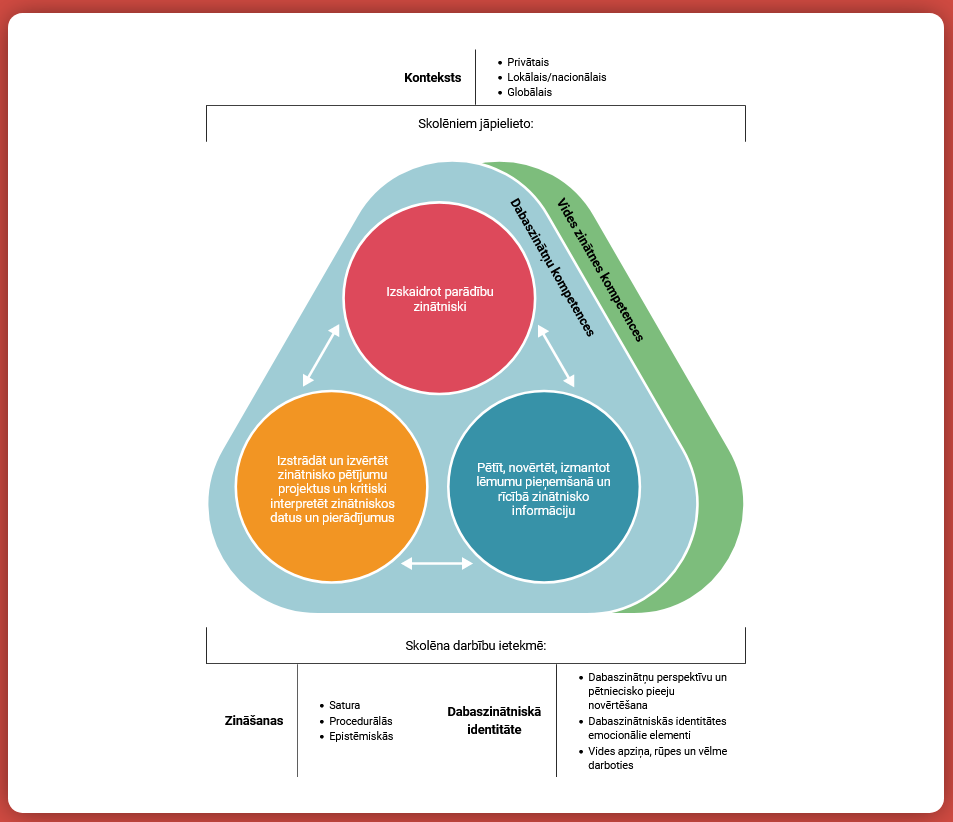 Konteksts
Privātais
Lokālais/nacionālais
Globālais
Skolēniem jāpielieto:
Dabaszinātņu kompetences
Vides zinātnes kompetences
Izskaidrot parādību
zinātniski
Izstrādāt un izvērtēt
zinātnisko pētījumu
projektus un kritiski
interpretēt zinātniskos
datus un pierādījumus
Pētīt, novērtēt, izmantot
lēmumu pieņemšanā un
rīcībā zinātnisko
informāciju
Skolēna darbību ietekmē:
Zināšanas
Satura
Procedurālās
Epistēmiskās
Dabaszinātniskā
identitāte
Dabaszinātņu perspektīvu un
pētniecisko pieeju
novērtēšana
Dabaszinātniskās identitātes
emocionālie elementi
Vides apziņa, rūpes un vēlme
darboties